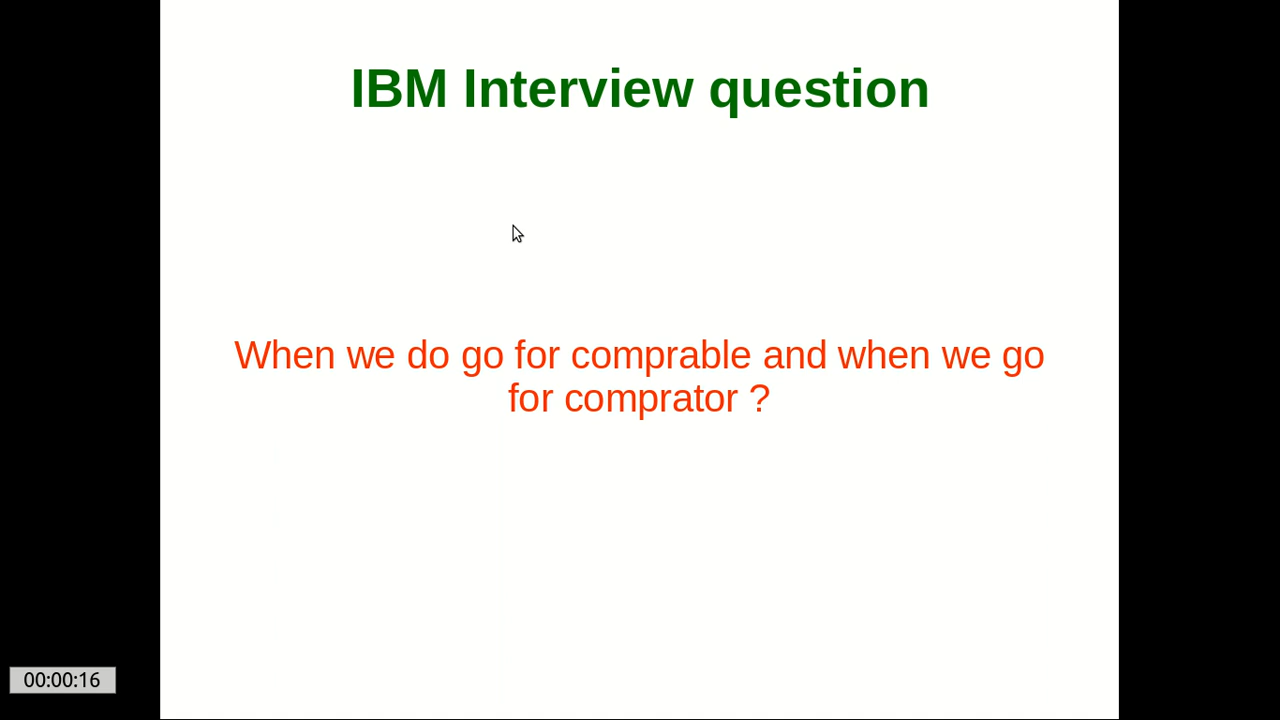 IBM Interview question
When we do go for comprable and when we go
for comprator ?
00:00:16